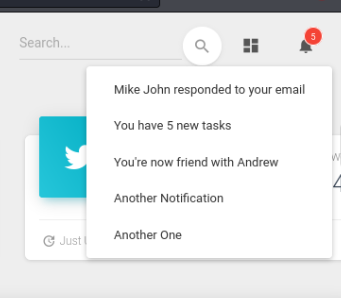 Search...
5
Mike John responded to your email
You have 5 new tasks
You're now friend with Andrew
Another Notification
Another One
Just